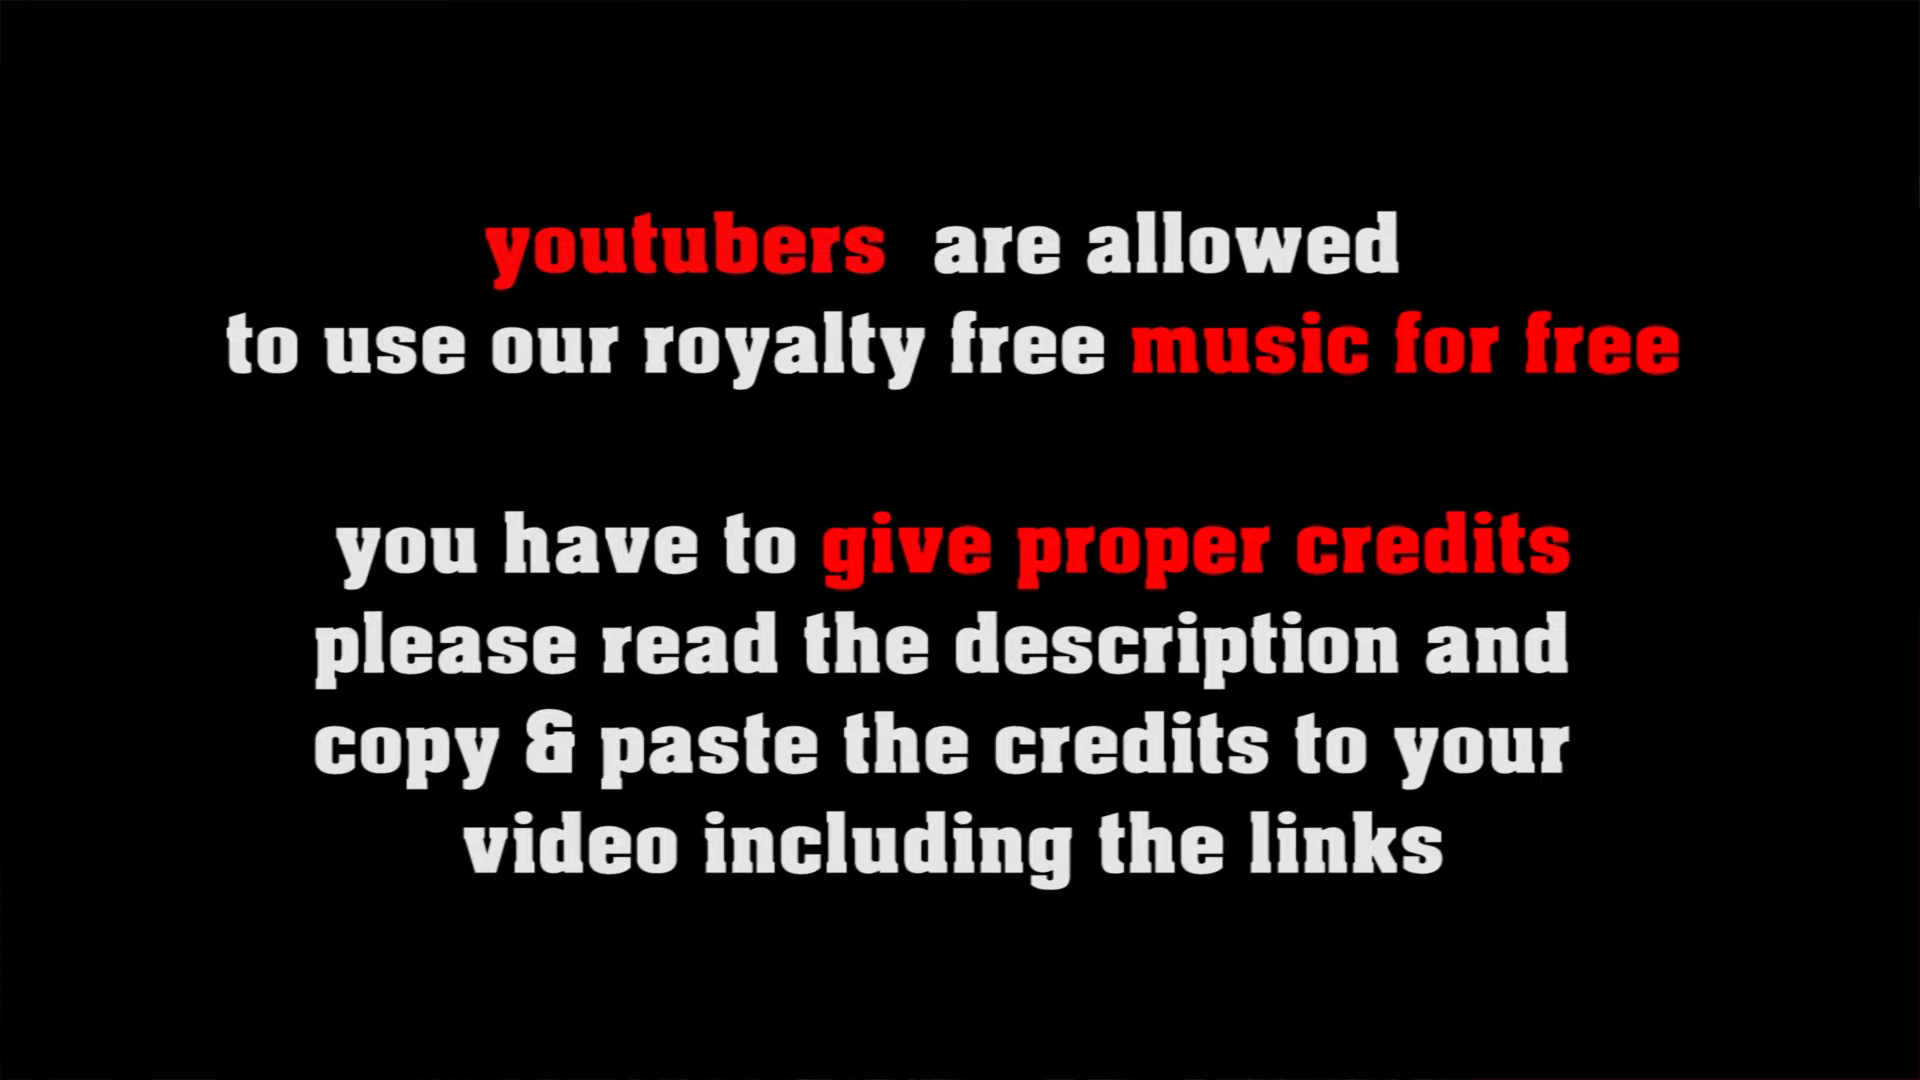 youtubers are allowed
to use our royalty free music for free
you have to give proper credits
please read the description and
copy & paste the credits to your
video including the links